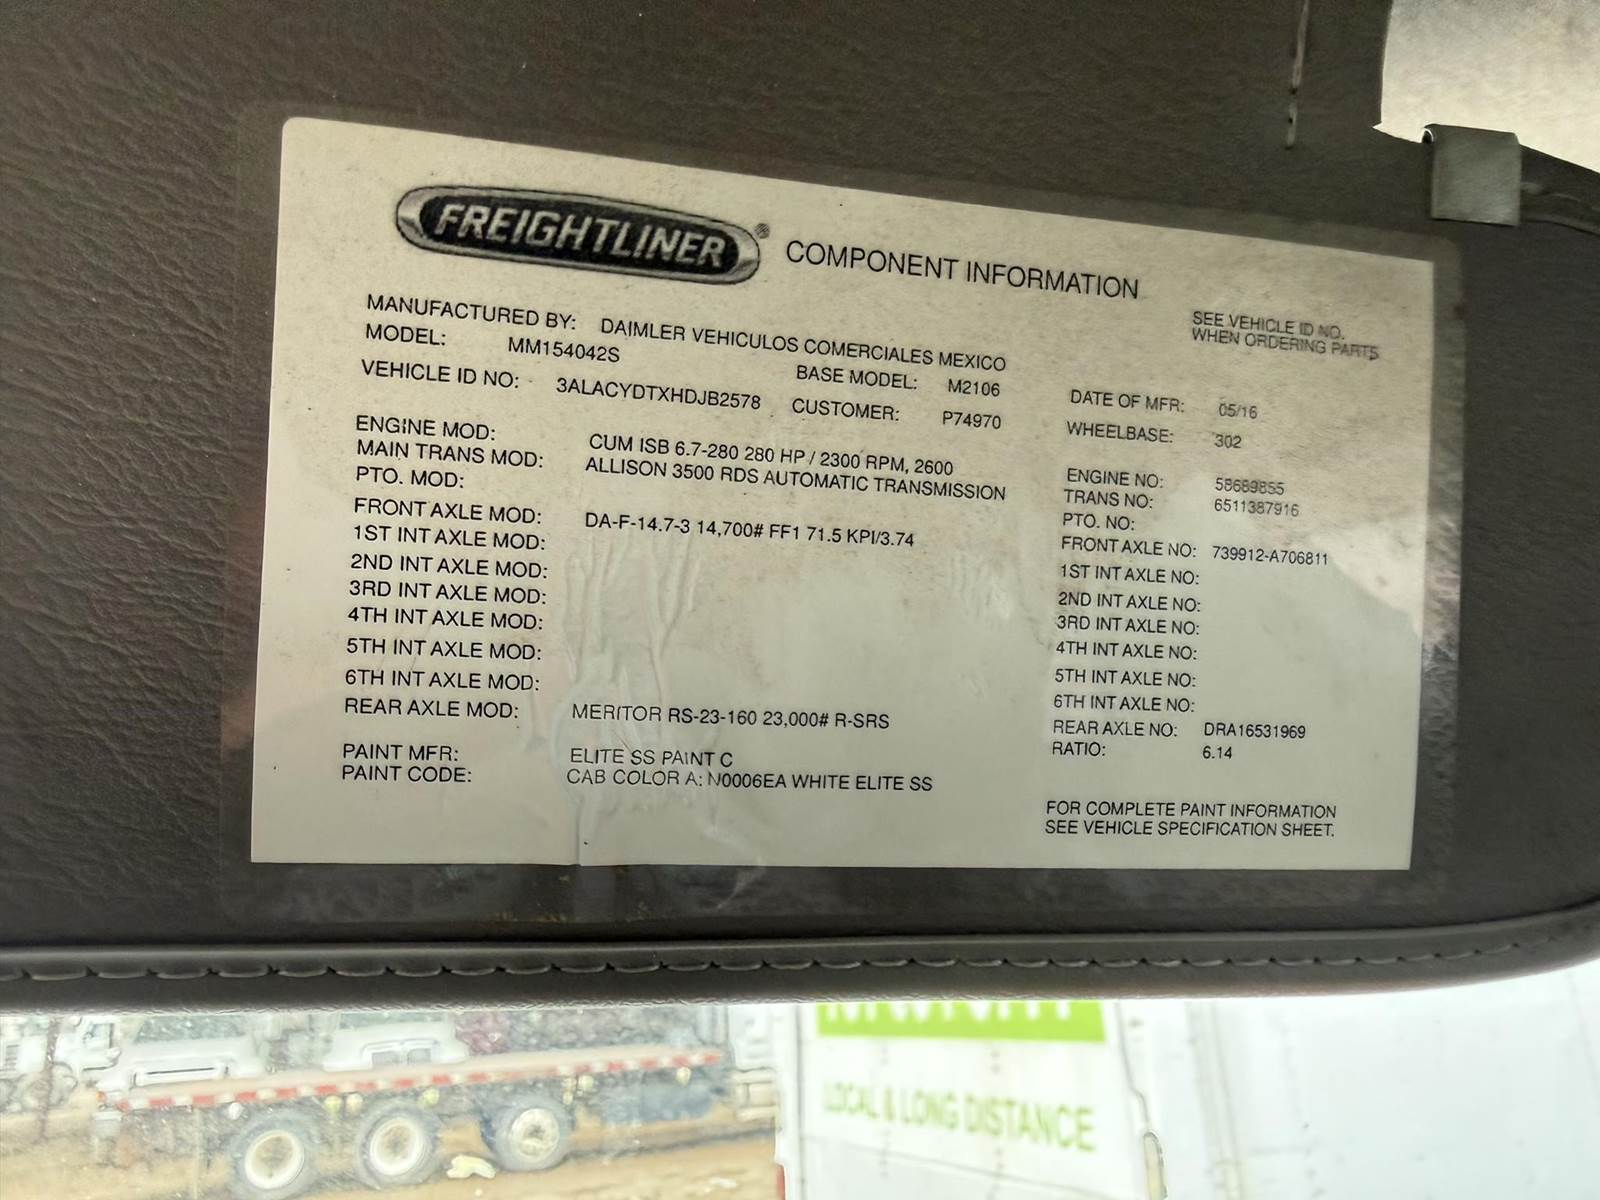 FREIGHTLINER® COMPONENT INFORMATION
SEE VEHICLE ID NO.
WHEN ORDERING PARTS
MANUFACTURED BY: DAIMLER VEHICULOS COMERCIALES MEXICO
MODEL: MM154042S BASE MODEL: M2106 DATE OF MFR: 05/16
VEHICLE ID NO: 3ALACYDTXHDJB2578 CUSTOMER: P74970 WHEELBASE: 302
ENGINE MOD: CUM ISB 6.7-280 280 HP / 2300 RPM, 2600 ENGINE NO: 58689855
MAIN TRANS MOD: ALLISON 3500 RDS AUTOMATIC TRANSMISSION TRANS NO: 6511387916
PTO. MOD: PTO. NO:
FRONT AXLE MOD: DA-F-14.7-3 14,700# FF1 71.5 KPI/3.74 FRONT AXLE NO: 739912-A706811
1ST INT AXLE MOD: 1ST INT AXLE NO:
2ND INT AXLE MOD: 2ND INT AXLE NO:
3RD INT AXLE MOD: 3RD INT AXLE NO:
4TH INT AXLE MOD: 4TH INT AXLE NO:
5TH INT AXLE MOD: 5TH INT AXLE NO:
6TH INT AXLE MOD: 6TH INT AXLE NO:
REAR AXLE MOD: MERITOR RS-23-160 23,000# R-SRS REAR AXLE NO: DRA16531969
RATIO: 6.14
PAINT MFR: ELITE SS PAINT C
PAINT CODE: CAB COLOR A: N0006EA WHITE ELITE SS
FOR COMPLETE PAINT INFORMATION
SEE VEHICLE SPECIFICATION SHEET.
LOCAL & LONG DISTANCE